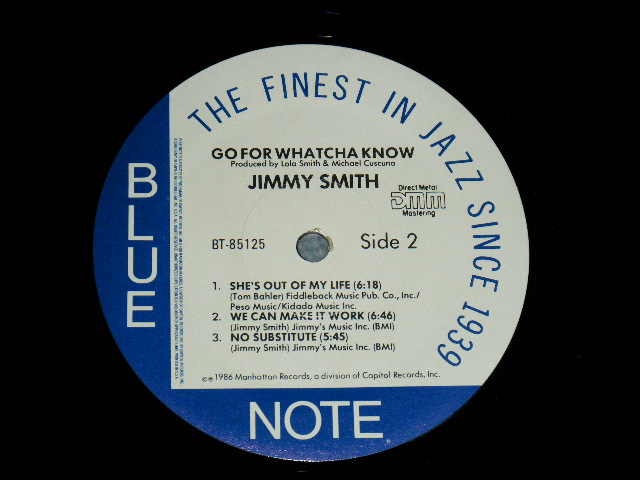 THE FINEST IN JAZZ SINCE 1939
BLUE
GO FOR WHATCHA KNOW
Produced by Lola Smith & Michael Cuscuna
JIMMY SMITH
Direct Metal
DMM
Mastering
BT-85125
Side 2
1. SHE'S OUT OF MY LIFE (6:18)
(Tom Bahler) Fiddleback Music Pub. Co., Inc./
Peso Music/Kidado Music Inc.
2. WE CAN MAKE IT WORK (6:46)
(Jimmy Smith) Jimmy's Music Inc. (BMI)
3. NO SUBSTITUTE (5:45)
(Jimmy Smith) Jimmy's Music Inc. (BMI)
©℗1986 Manhattan Records, a division of Capitol Records, Inc.
NOTE